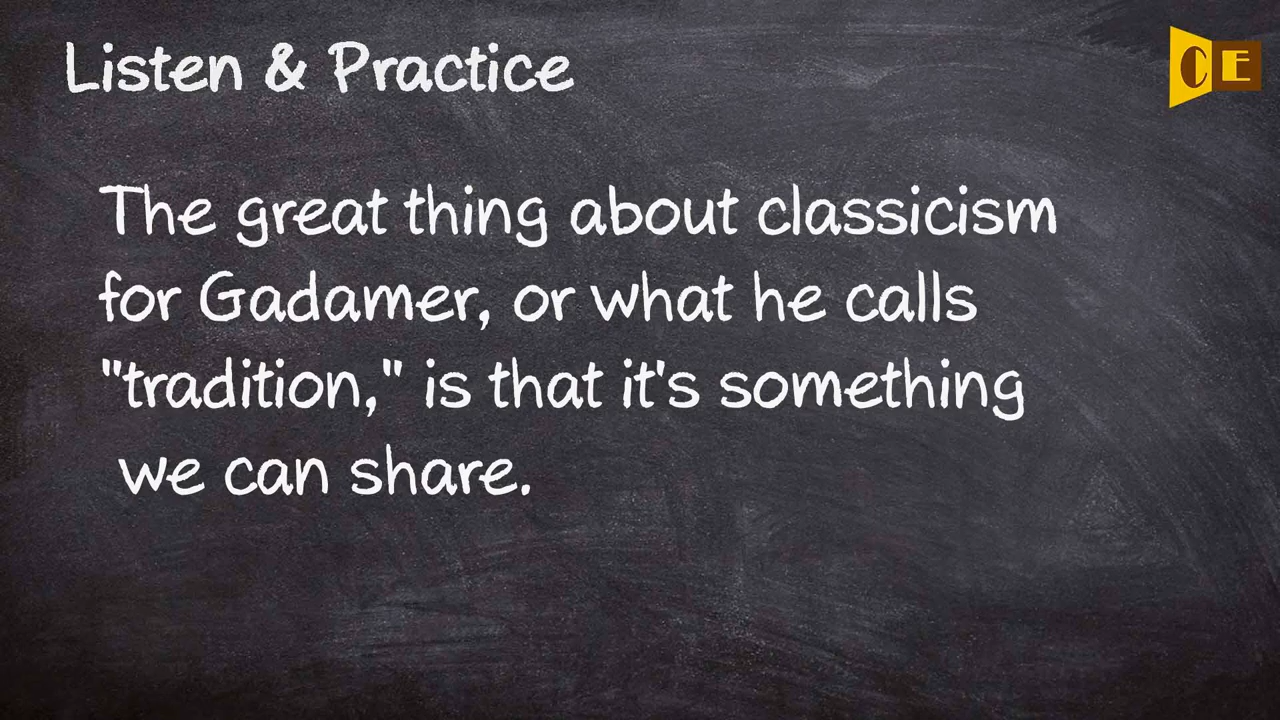 Listen & Practice
CE
The great thing about classicism
for Gadamer, or what he calls
"tradition," is that it's something
we can share.